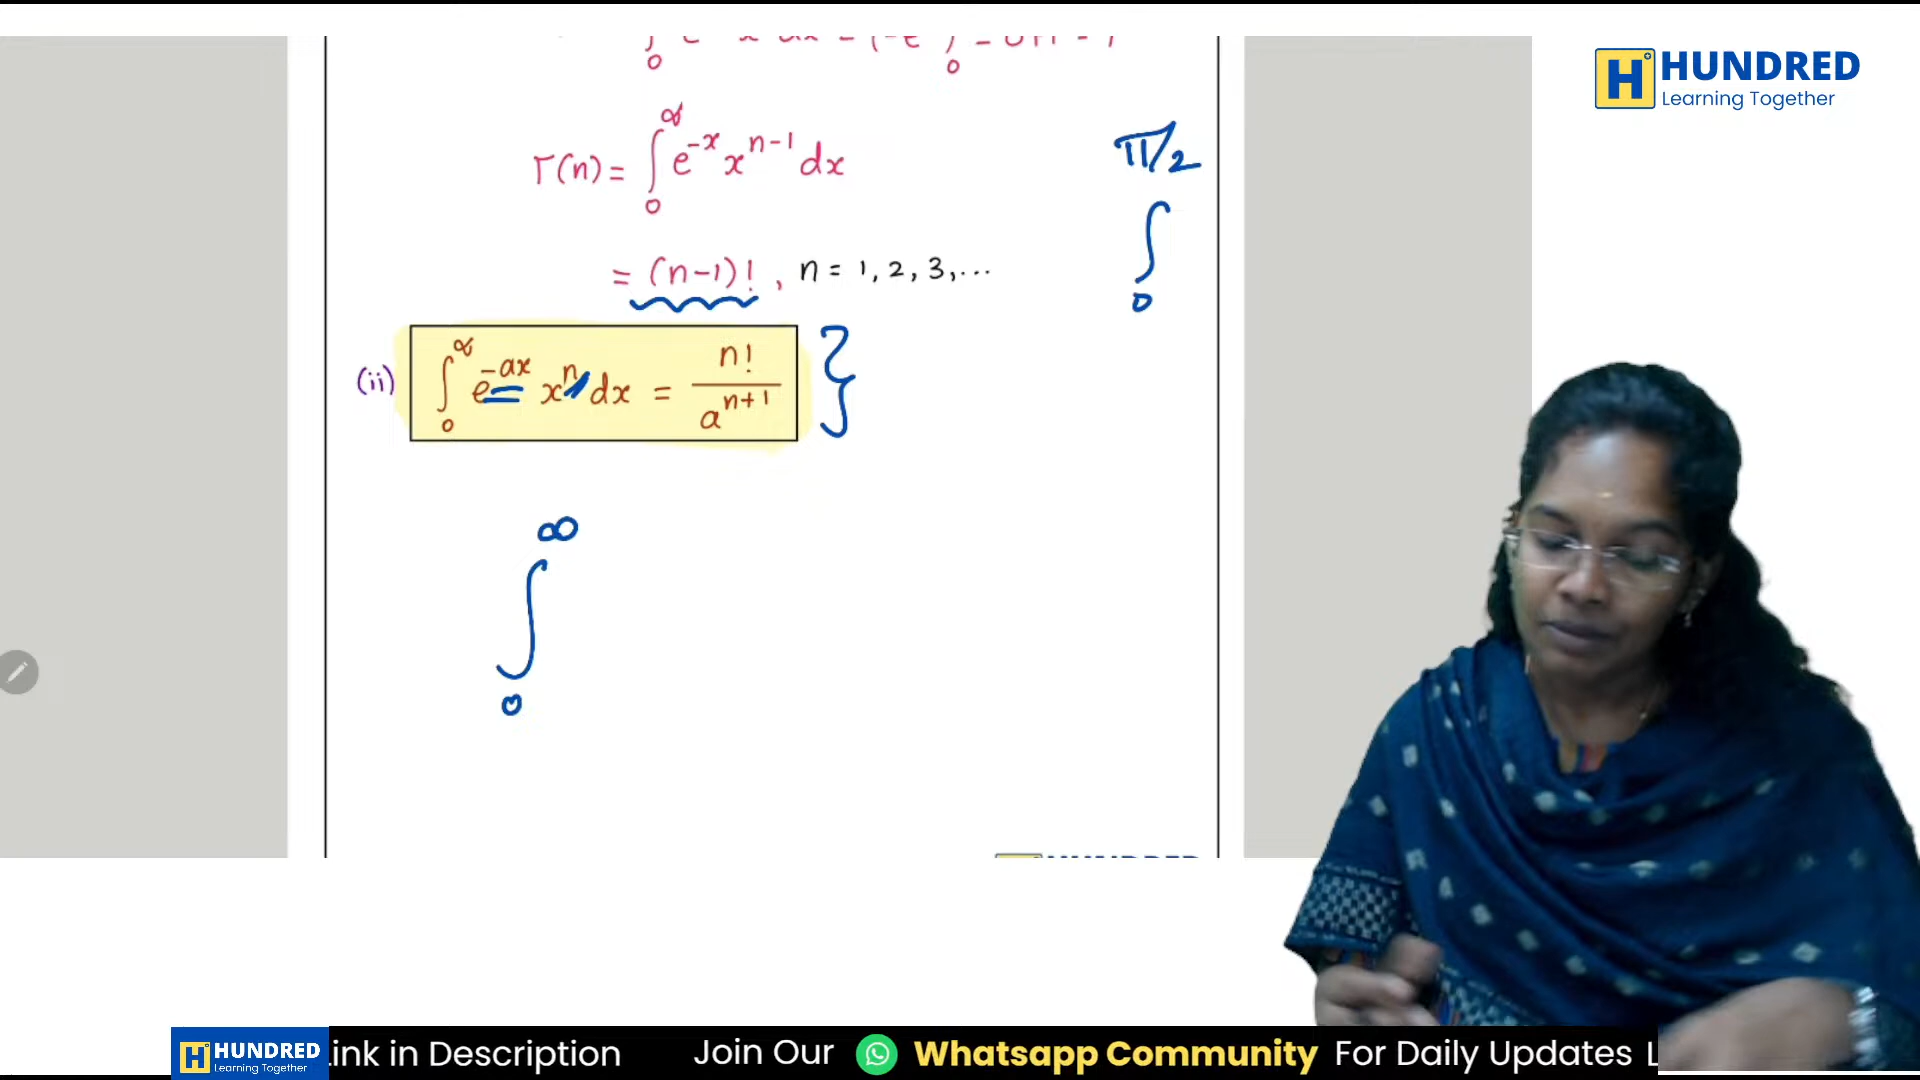 HUNDRED
Learning Together
Γ(n) = ∫₀^∞ e^{-x} x^{n-1} dx
= (n-1)! , n = 1, 2, 3, ...
(ii) ∫₀^∞ e^{-ax} x^n dx = n! / a^{n+1}
π/2
∫
0
∞
∫
0
HUNDRED
Learning Together
ink in Description Join Our Whatsapp Community For Daily Updates L